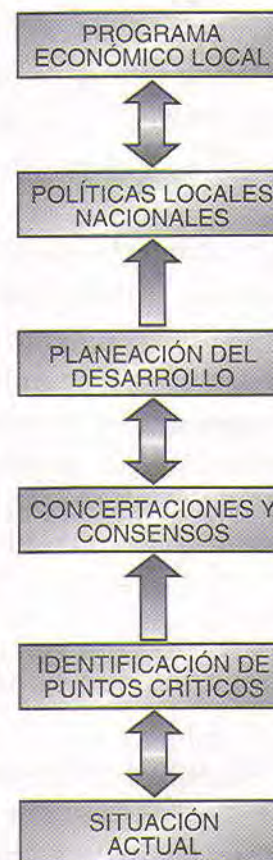 PROGRAMA
ECONÓMICO LOCAL
POLÍTICAS LOCALES
NACIONALES
PLANEACIÓN DEL
DESARROLLO
CONCERTACIONES Y
CONSENSOS
IDENTIFICACIÓN DE
PUNTOS CRÍTICOS
SITUACIÓN
ACTUAL